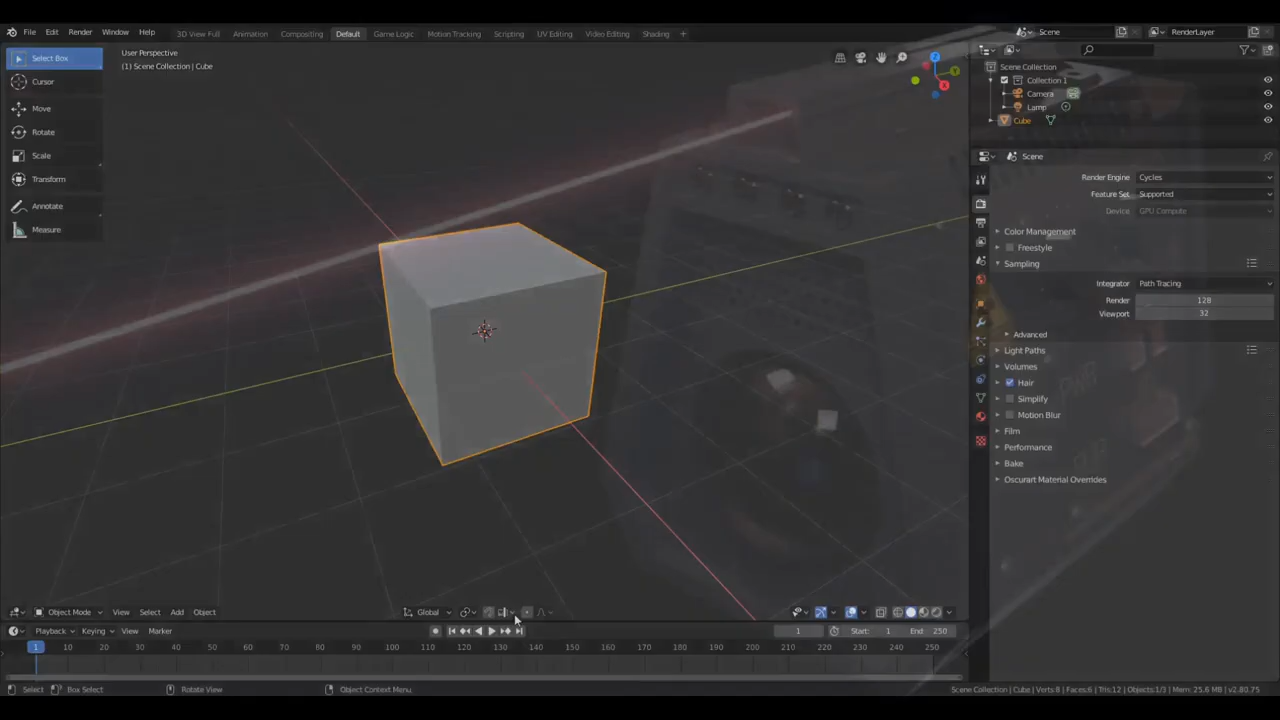 File Edit Render Window Help
3D View Full Animation Compositing Default Game Logic Motion Tracking Scripting UV Editing Video Editing Shading +
Scene
RenderLayer
Select Box
Cursor
Move
Rotate
Scale
Transform
Annotate
Measure
User Perspective
(1) Scene Collection | Cube
Z
Y
X
Scene Collection
Collection 1
Camera
Lamp
Cube
Scene
Render Engine Cycles
Feature Set Supported
Device GPU Compute
Color Management
Freestyle
Sampling
Integrator Path Tracing
Render 128
Viewport 32
Advanced
Light Paths
Volumes
Hair
Simplify
Motion Blur
Film
Performance
Bake
Oscurart Material Overrides
Object Mode View Select Add Object
Global
Playback Keying View Marker
1 Start: 1 End 250
1 10 20 30 40 50 60 70 80 90 100 110 120 130 140 150 160 170 180 190 200 210 220 230 240 250
Select Box Select Rotate View Object Context Menu
Scene Collection | Cube | Verts:8 | Faces:6 | Tris:12 | Objects:1/3 | Mem: 25.6 MB | v2.80.75